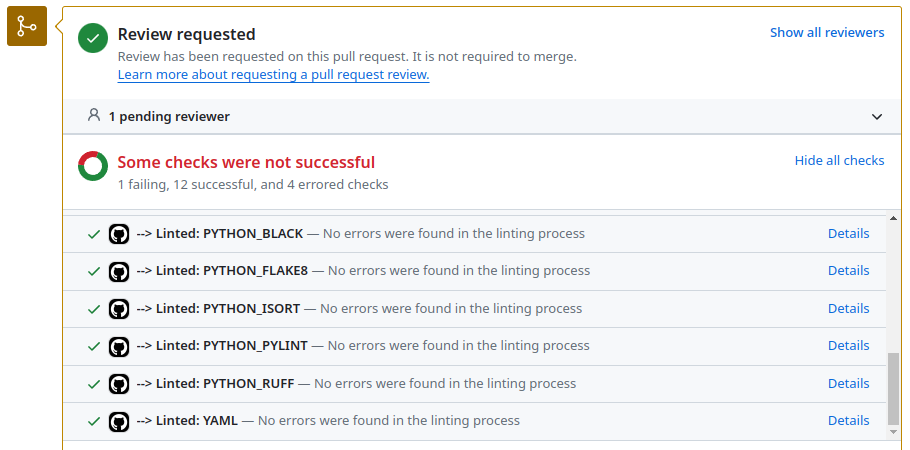 Review requested
Show all reviewers
Review has been requested on this pull request. It is not required to merge.
Learn more about requesting a pull request review.
1 pending reviewer
Some checks were not successful
Hide all checks
1 failing, 12 successful, and 4 errored checks
--> Linted: PYTHON_BLACK — No errors were found in the linting process
Details
--> Linted: PYTHON_FLAKE8 — No errors were found in the linting process
Details
--> Linted: PYTHON_ISORT — No errors were found in the linting process
Details
--> Linted: PYTHON_PYLINT — No errors were found in the linting process
Details
--> Linted: PYTHON_RUFF — No errors were found in the linting process
Details
--> Linted: YAML — No errors were found in the linting process
Details